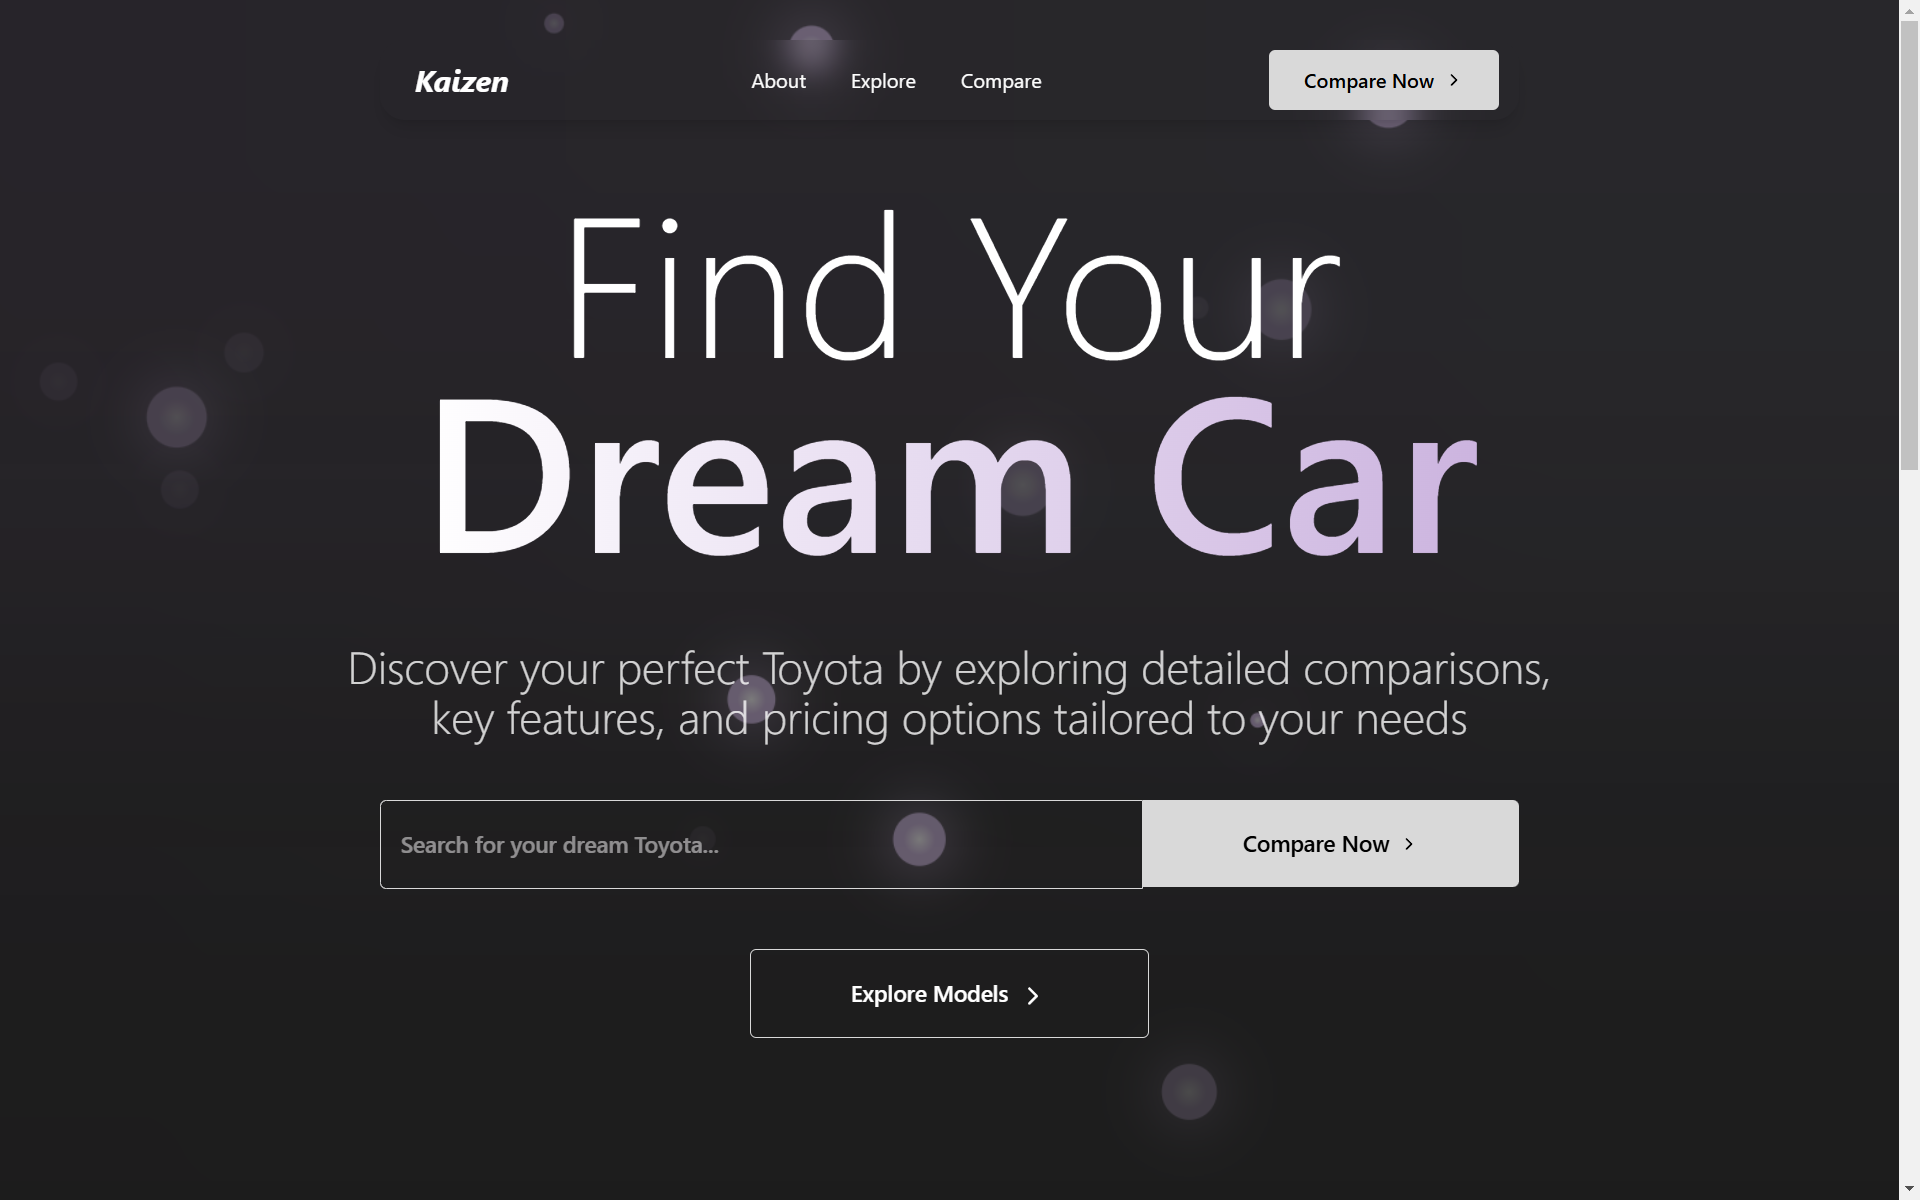 Kaizen
About Explore Compare
Compare Now
Find Your
Dream Car
Discover your perfect Toyota by exploring detailed comparisons,
key features, and pricing options tailored to your needs
Search for your dream Toyota...
Compare Now
Explore Models